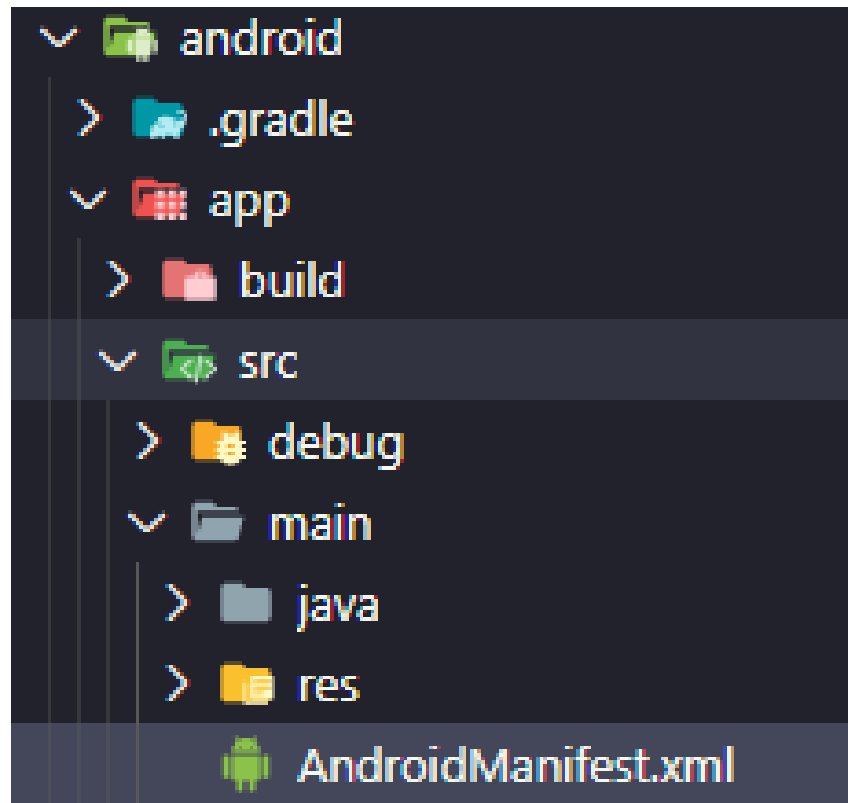 android
.gradle
app
build
src
debug
main
java
res
AndroidManifest.xml